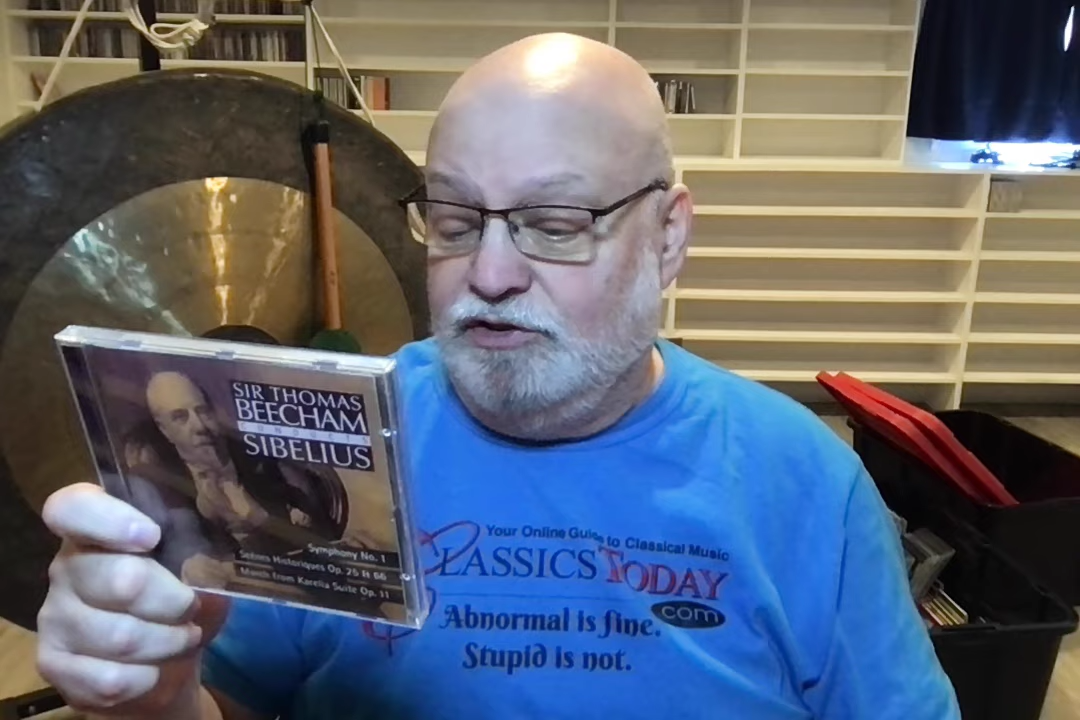 SIR THOMAS
BEECHAM
CONDUCTS
SIBELIUS
Symphony No. 1
Scènes Historiques Op. 25 & 66
March from Karelia Suite Op. 11
Your Online Guide to Classical Music
CLASSICS TODAY
.com
Abnormal is fine.
Stupid is not.